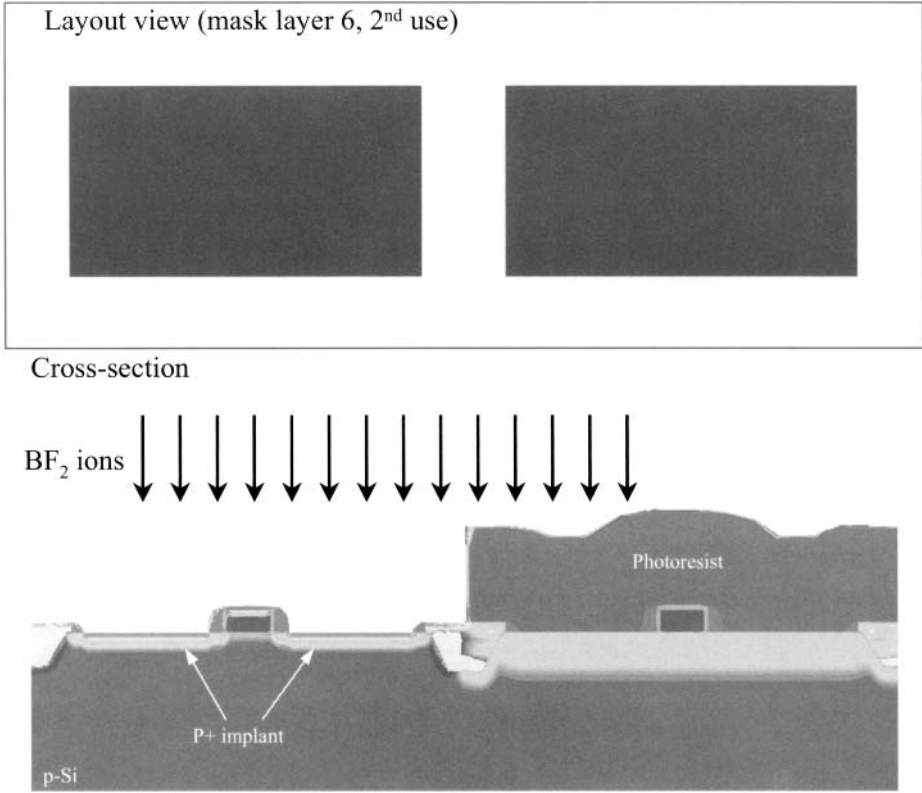 Layout view (mask layer 6, 2nd use)
Cross-section
BF2 ions
Photoresist
P+ implant
p-Si